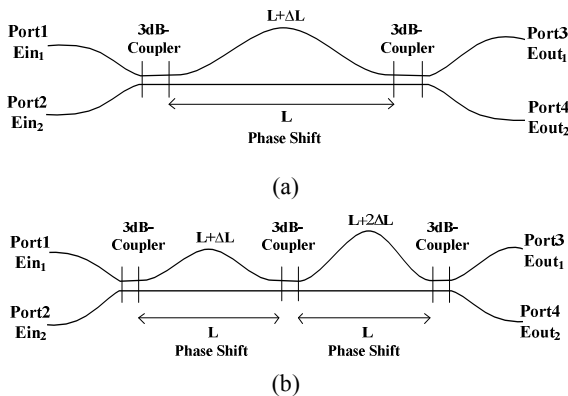 L+ΔL
Port1
Ein1
3dB-
Coupler
3dB-
Coupler
Port3
Eout1
Port2
Ein2
L
Phase Shift
Port4
Eout2
(a)
L+2ΔL
3dB-
Coupler
L+ΔL
3dB-
Coupler
3dB-
Coupler
Port1
Ein1
Port3
Eout1
Port2
Ein2
L
Phase Shift
L
Phase Shift
Port4
Eout2
(b)